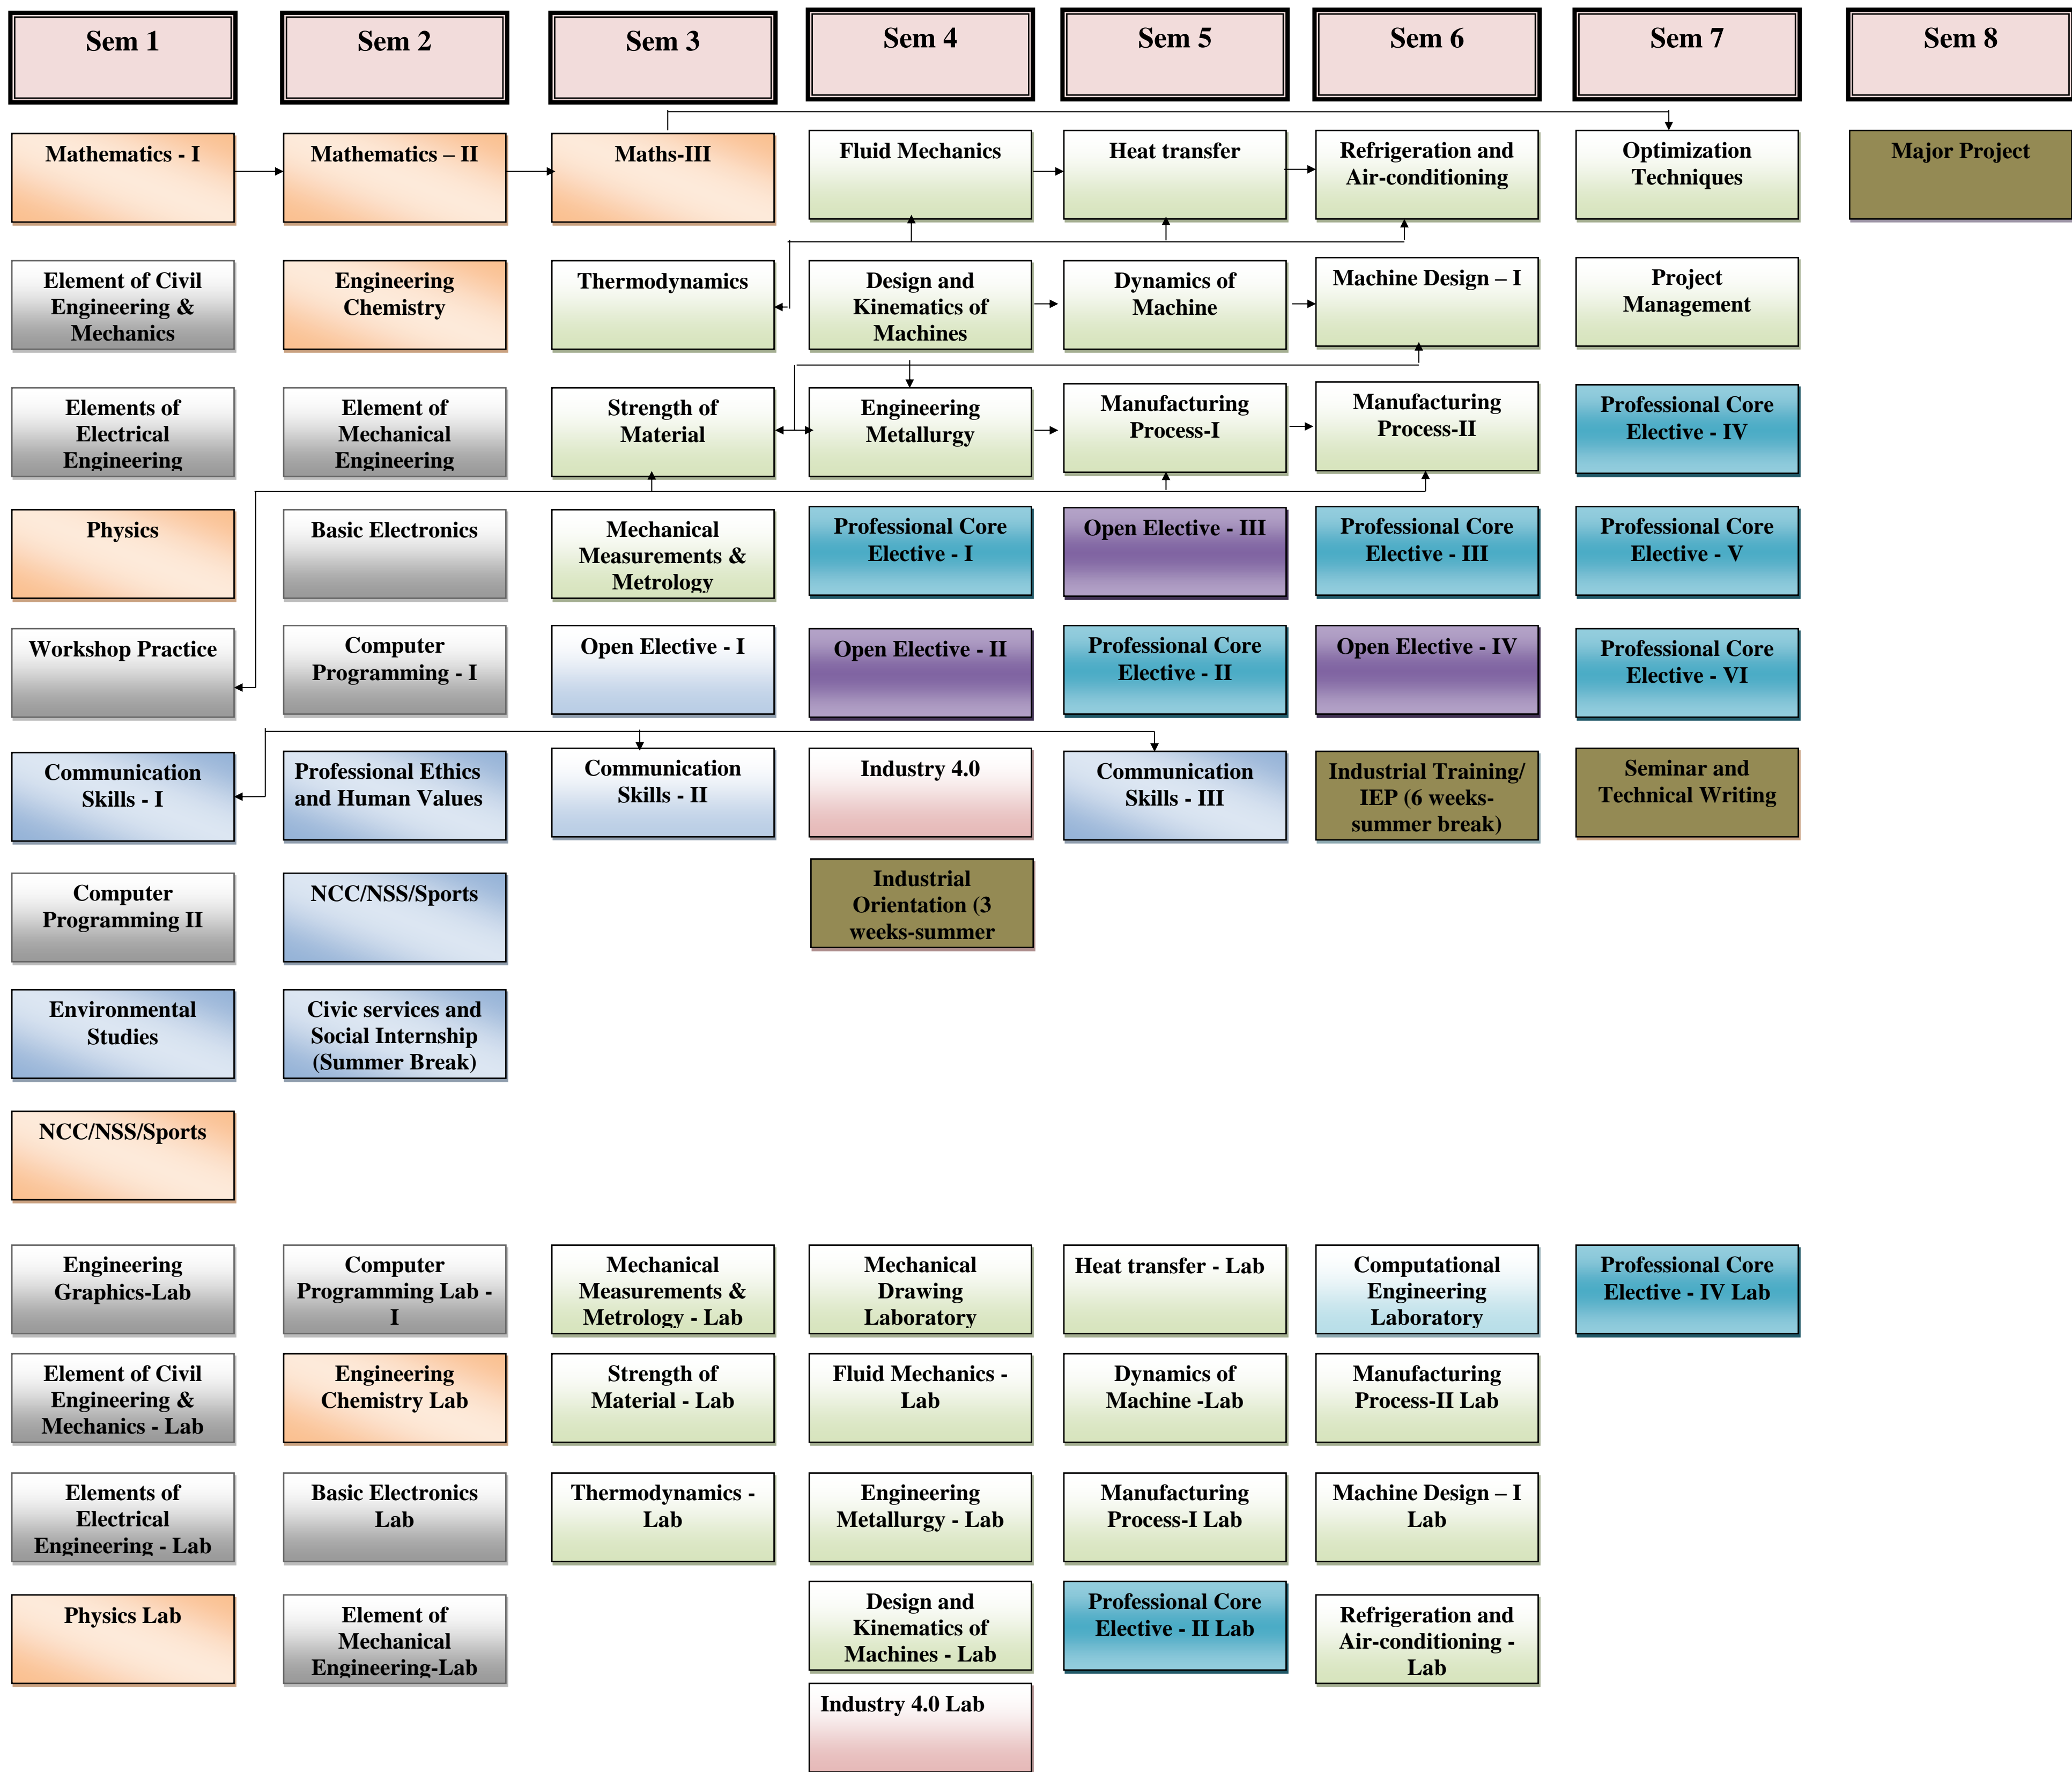 Sem 1
Sem 2
Sem 3
Sem 4
Sem 5
Sem 6
Sem 7
Sem 8
Mathematics - I
Mathematics – II
Maths-III
Fluid Mechanics
Heat transfer
Refrigeration and
Air-conditioning
Optimization
Techniques
Major Project
Element of Civil
Engineering &
Mechanics
Engineering
Chemistry
Thermodynamics
Design and
Kinematics of
Machines
Dynamics of
Machine
Machine Design – I
Project
Management
Elements of
Electrical
Engineering
Element of
Mechanical
Engineering
Strength of
Material
Engineering
Metallurgy
Manufacturing
Process-I
Manufacturing
Process-II
Professional Core
Elective - IV
Physics
Basic Electronics
Mechanical
Measurements &
Metrology
Professional Core
Elective - I
Open Elective - III
Professional Core
Elective - III
Professional Core
Elective - V
Workshop Practice
Computer
Programming - I
Open Elective - I
Open Elective - II
Professional Core
Elective - II
Open Elective - IV
Professional Core
Elective - VI
Communication
Skills - I
Professional Ethics
and Human Values
Communication
Skills - II
Industry 4.0
Communication
Skills - III
Industrial Training/
IEP (6 weeks-
summer break)
Seminar and
Technical Writing
Computer
Programming II
NCC/NSS/Sports
Industrial
Orientation (3
weeks-summer
Environmental
Studies
Civic services and
Social Internship
(Summer Break)
NCC/NSS/Sports
Engineering
Graphics-Lab
Computer
Programming Lab -
I
Mechanical
Measurements &
Metrology - Lab
Mechanical
Drawing
Laboratory
Heat transfer - Lab
Computational
Engineering
Laboratory
Professional Core
Elective - IV Lab
Element of Civil
Engineering &
Mechanics - Lab
Engineering
Chemistry Lab
Strength of
Material - Lab
Fluid Mechanics -
Lab
Dynamics of
Machine -Lab
Manufacturing
Process-II Lab
Elements of
Electrical
Engineering - Lab
Basic Electronics
Lab
Thermodynamics -
Lab
Engineering
Metallurgy - Lab
Manufacturing
Process-I Lab
Machine Design – I
Lab
Physics Lab
Element of
Mechanical
Engineering-Lab
Design and
Kinematics of
Machines - Lab
Professional Core
Elective - II Lab
Refrigeration and
Air-conditioning -
Lab
Industry 4.0 Lab